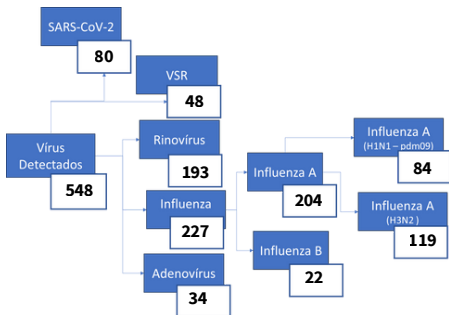 SARS-CoV-2
80
VSR
48
Vírus
Detectados
548
Rinovírus
193
Influenza
227
Adenovírus
34
Influenza A
204
Influenza B
22
Influenza A
(H1N1 – pdm09)
84
Influenza A
(H3N2 )
119